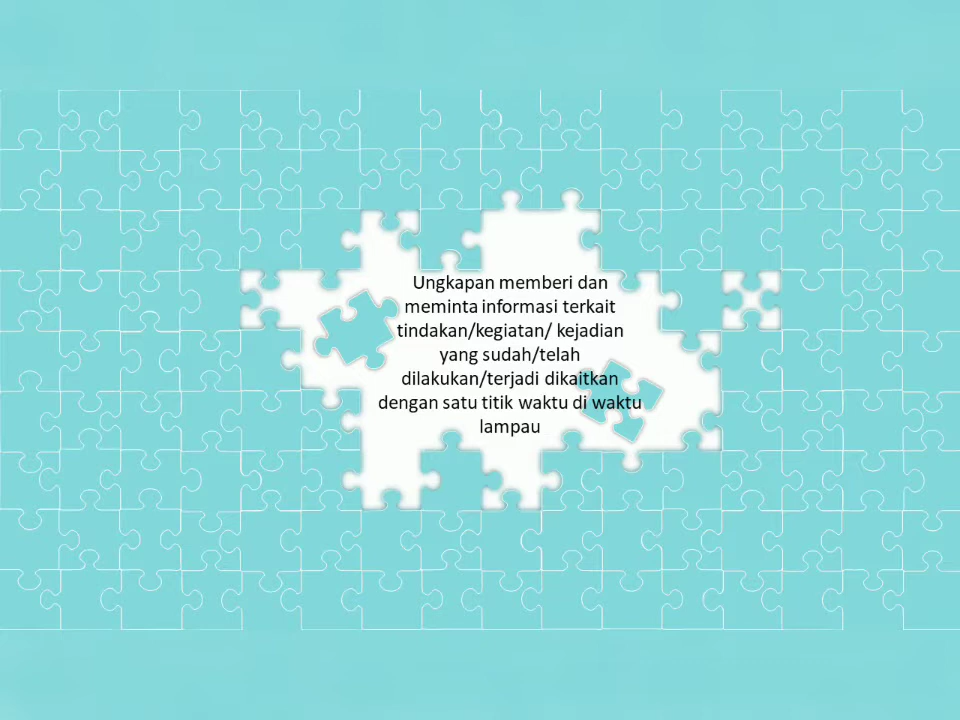 Ungkapan memberi dan
meminta informasi terkait
tindakan/kegiatan/ kejadian
yang sudah/telah
dilakukan/terjadi dikaitkan
dengan satu titik waktu di waktu
lampau